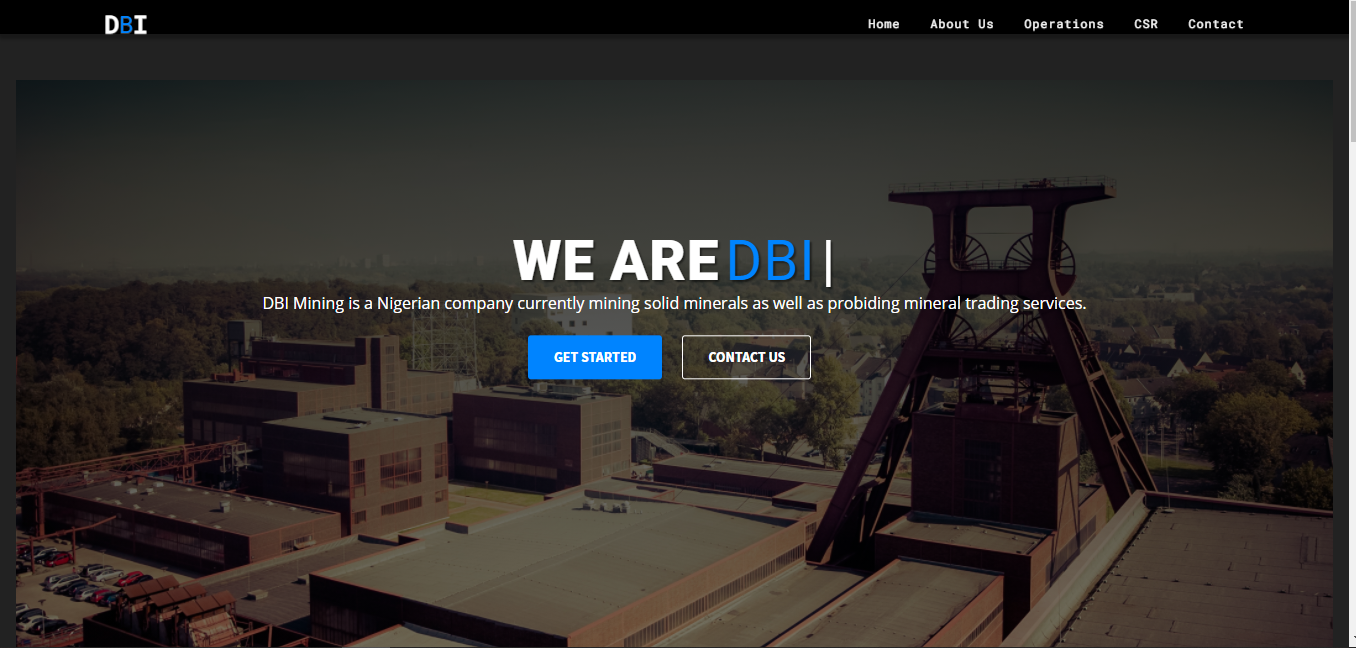 DBI Home About Us Operations CSR Contact
WE ARE DBI|
DBI Mining is a Nigerian company currently mining solid minerals as well as probiding mineral trading services.
GET STARTED CONTACT US